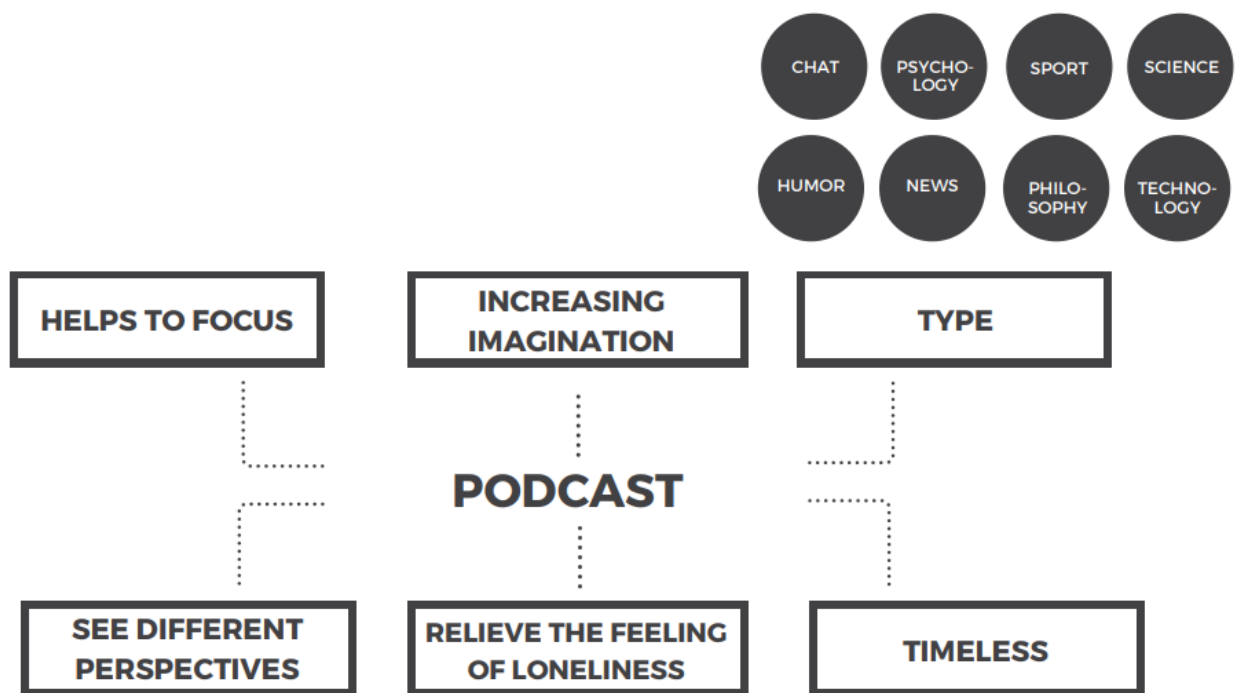 CHAT
PSYCHO-
LOGY
SPORT
SCIENCE
HUMOR
NEWS
PHILO-
SOPHY
TECHNO-
LOGY
HELPS TO FOCUS
INCREASING
IMAGINATION
TYPE
PODCAST
SEE DIFFERENT
PERSPECTIVES
RELIEVE THE FEELING
OF LONELINESS
TIMELESS